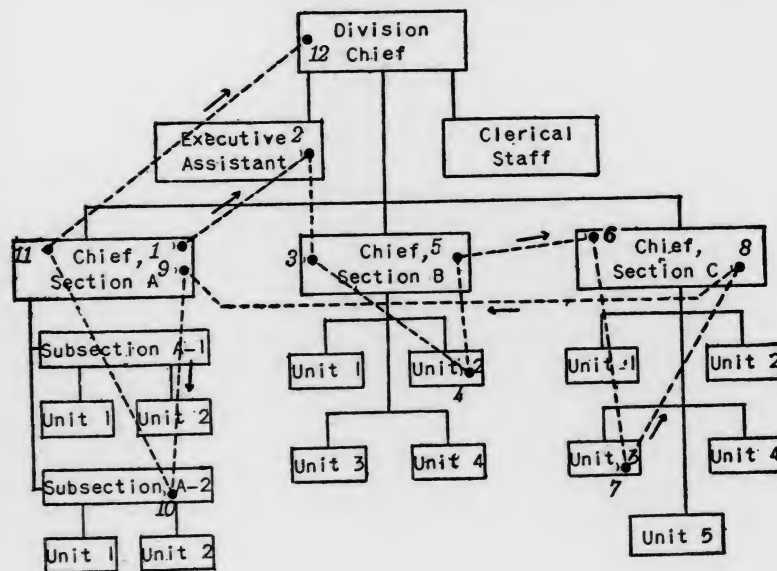 Division
12 Chief
Executive 2
Assistant
Clerical
Staff
11 Chief, 1
9
Section A
3 Chief, 5
Section B
6 Chief, 8
Section C
Subsection A-1
Unit 1 Unit 2
Unit 1 Unit 2
4
Unit 1 Unit 2
Unit 3 Unit 4
Unit 3 Unit 4
7
Subsection A-2
10
Unit 1 Unit 2
Unit 5